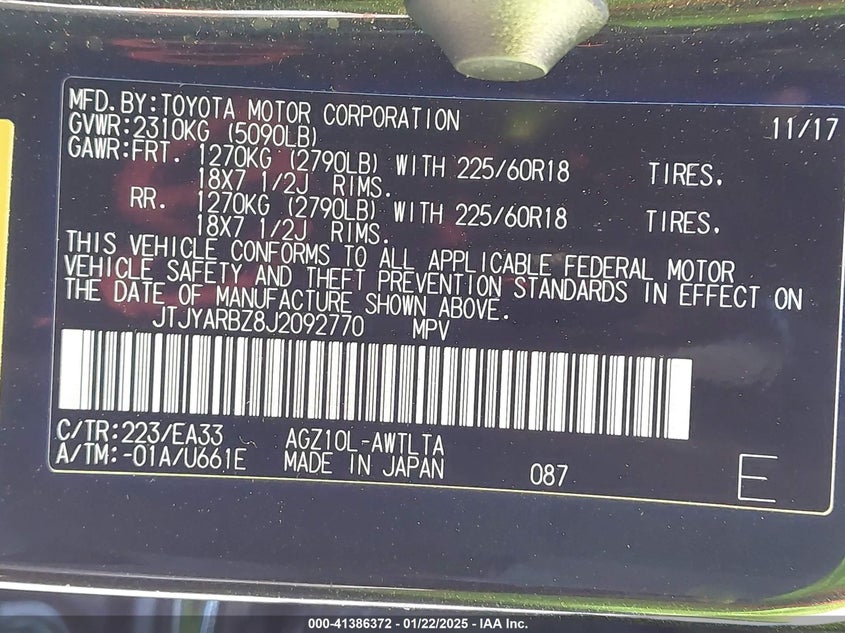 MFD.BY:TOYOTA MOTOR CORPORATION 11/17
GVWR:2310KG (5090LB)
GAWR:FRT. 1270KG (2790LB) WITH 225/60R18 TIRES.
18X7 1/2J RIMS.
RR. 1270KG (2790LB) WITH 225/60R18 TIRES.
18X7 1/2J RIMS.
THIS VEHICLE CONFORMS TO ALL APPLICABLE FEDERAL MOTOR
VEHICLE SAFETY AND THEFT PREVENTION STANDARDS IN EFFECT ON
THE DATE OF MANUFACTURE SHOWN ABOVE.
JTJYARBZ8J2092770 MPV
C/TR:223/EA33 AGZ10L-AWTLTA
A/TM:-01A/U661E MADE IN JAPAN 087 E
000-41386372 - 01/22/2025 - IAA Inc.